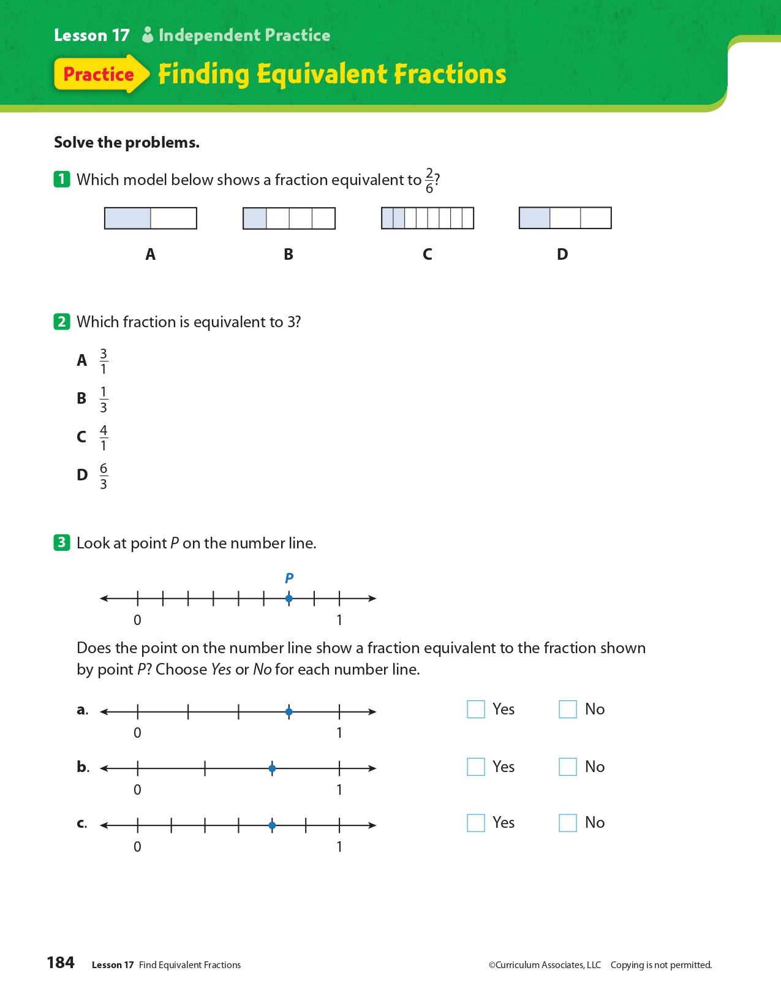 Lesson 17 Independent Practice
Practice Finding Equivalent Fractions
Solve the problems.
1 Which model below shows a fraction equivalent to 2/6?
A B C D
2 Which fraction is equivalent to 3?
A 3/1
B 1/3
C 4/1
D 6/3
3 Look at point P on the number line.
P
0 1
Does the point on the number line show a fraction equivalent to the fraction shown
by point P? Choose Yes or No for each number line.
a. Yes No
0 1
b. Yes No
0 1
c. Yes No
0 1
184 Lesson 17 Find Equivalent Fractions ©Curriculum Associates, LLC Copying is not permitted.